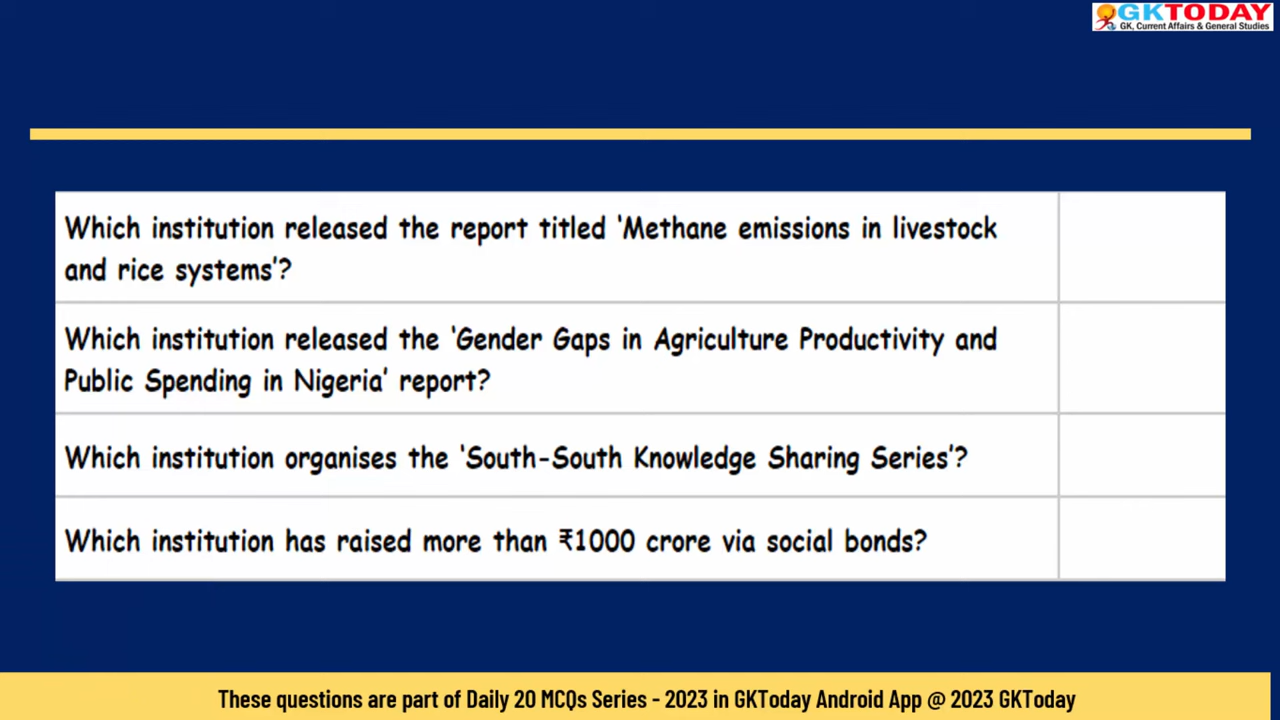 GKTODAY
GK, Current Affairs & General Studies
Which institution released the report titled ‘Methane emissions in livestock
and rice systems’?
Which institution released the ‘Gender Gaps in Agriculture Productivity and
Public Spending in Nigeria’ report?
Which institution organises the ‘South-South Knowledge Sharing Series’?
Which institution has raised more than ₹1000 crore via social bonds?
These questions are part of Daily 20 MCQs Series - 2023 in GKToday Android App @ 2023 GKToday